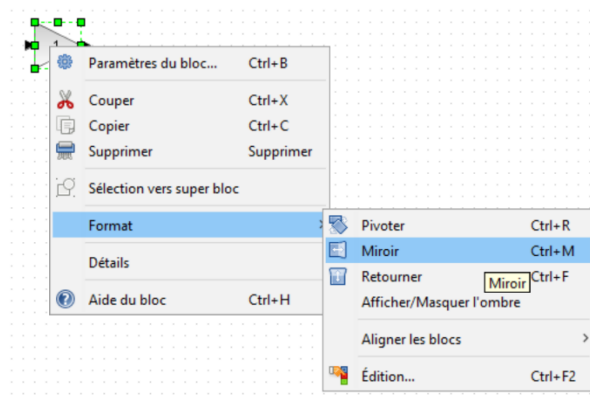 1
Paramètres du bloc... Ctrl+B
Couper Ctrl+X
Copier Ctrl+C
Supprimer Supprimer
Sélection vers super bloc
Format
Détails
Aide du bloc Ctrl+H
Pivoter Ctrl+R
Miroir Ctrl+M
Retourner Ctrl+F
Miroir
Afficher/Masquer l'ombre
Aligner les blocs
Édition... Ctrl+F2